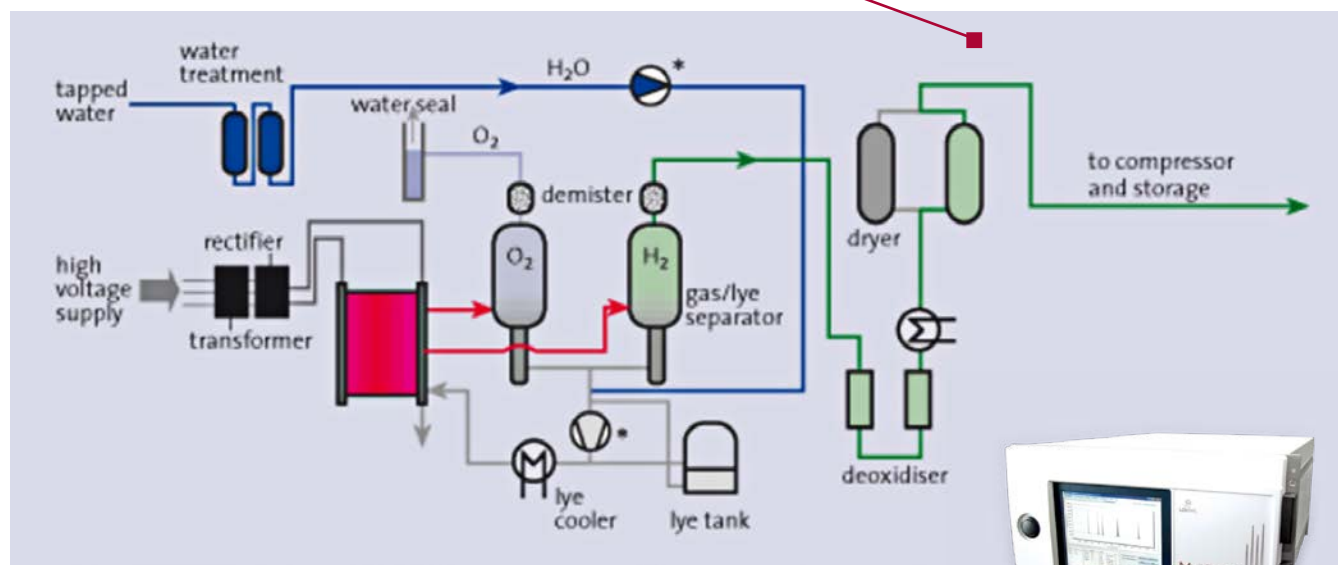 water
treatment
tapped
water
H₂O
*
water seal
O₂
demister
rectifier
high
voltage
supply
transformer
O₂
H₂
gas/lye
separator
dryer
to compressor
and storage
*
lye
cooler
lye tank
deoxidiser